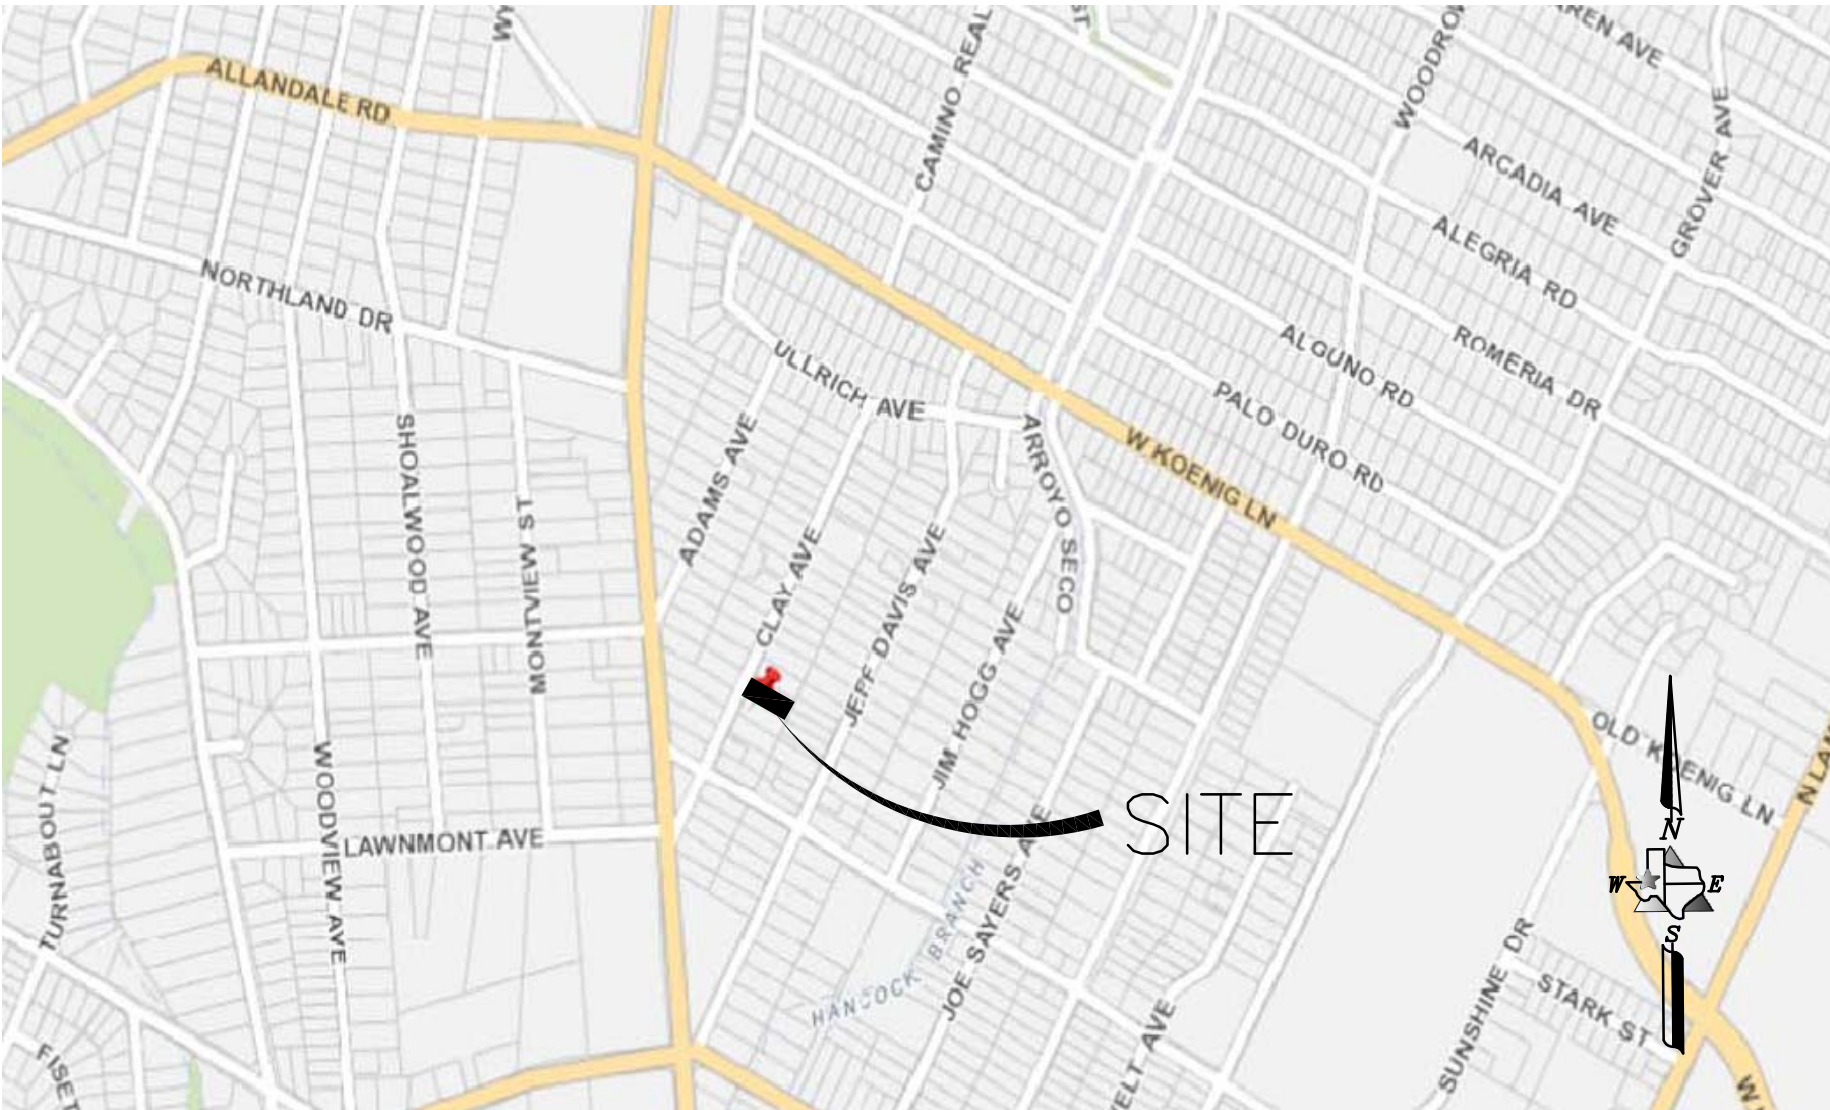 ALLANDALE RD
CAMINO REAL
ARCADIA AVE
GROVER AVE
ALEGRIA RD
NORTHLAND DR
ALGUNO RD
ROMERIA DR
ULLRICH AVE
PALO DURO RD
W KOENIG LN
ARROYO SECO
ADAMS AVE
SHOALWOOD AVE
MONTVIEW ST
CLAY AVE
JEFF DAVIS AVE
JIM HOGG AVE
OLD KOENIG LN
TURNABOUT LN
WOODVIEW AVE
LAWNMONT AVE
SITE
N
W
E
S
HANCOCK BRANCH
JOE SAYERS AVE
SUNSHINE DR
STARK ST